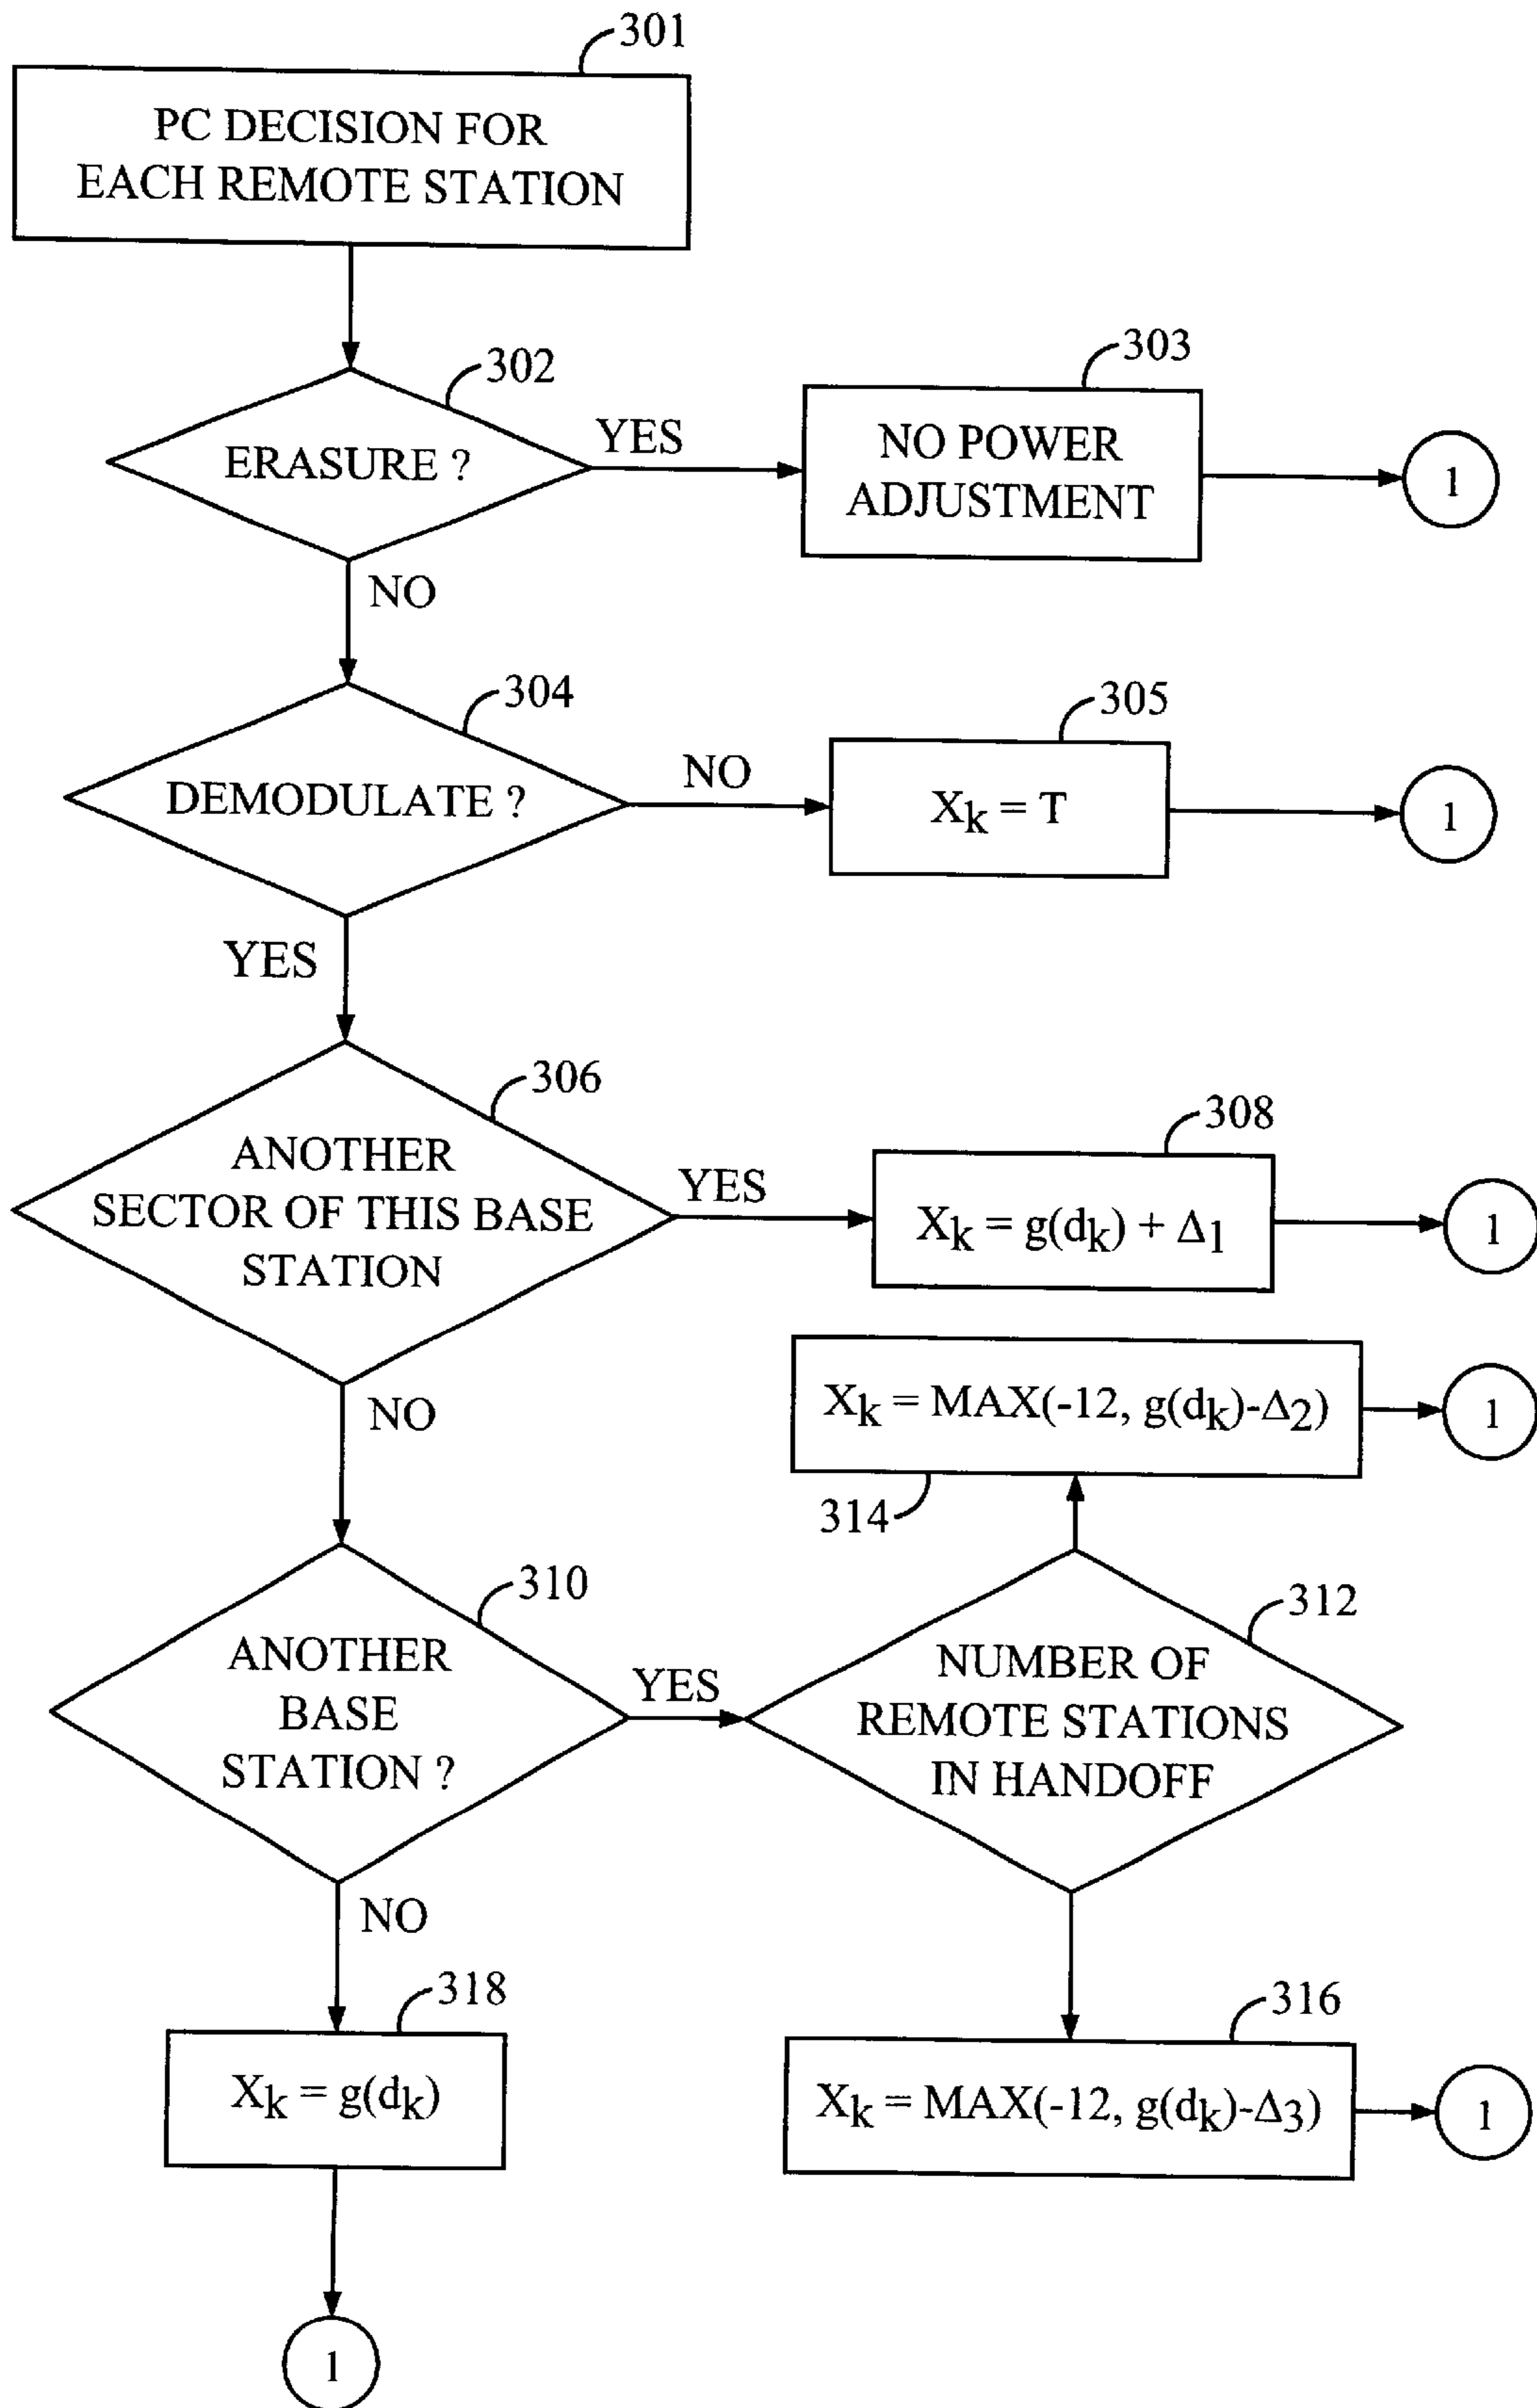 301
PC DECISION FOR
EACH REMOTE STATION
302
ERASURE ?
YES
303
NO POWER
ADJUSTMENT
1
NO
304
DEMODULATE ?
NO
305
Xk = T
1
YES
306
ANOTHER
SECTOR OF THIS BASE
STATION
YES
308
Xk = g(dk) + Δ1
1
NO
Xk = MAX(-12, g(dk)-Δ2)
1
314
310
ANOTHER
BASE
STATION ?
YES
312
NUMBER OF
REMOTE STATIONS
IN HANDOFF
NO
318
Xk = g(dk)
316
Xk = MAX(-12, g(dk)-Δ3)
1
1